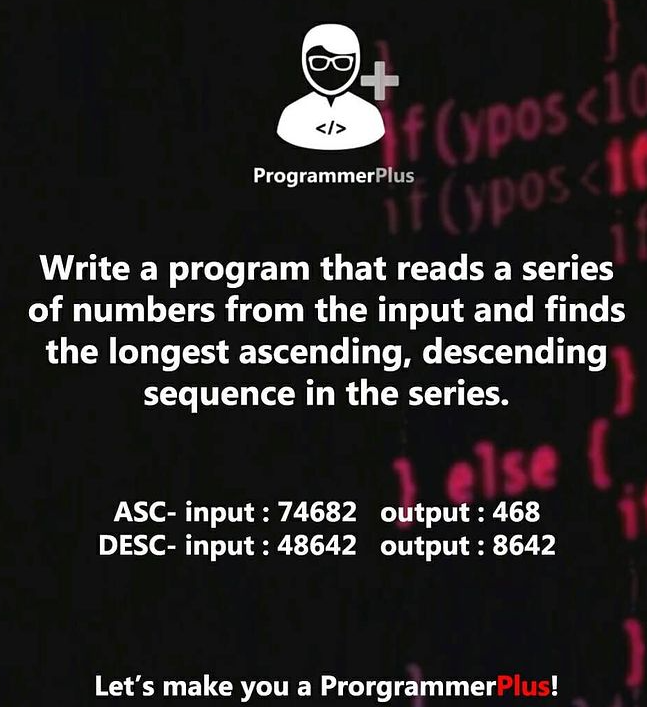 </>
ProgrammerPlus
if(ypos<10
if(ypos<10
Write a program that reads a series
of numbers from the input and finds
the longest ascending, descending
sequence in the series.
} else {
ASC- input : 74682 output : 468
DESC- input : 48642 output : 8642
Let's make you a ProrgrammerPlus!